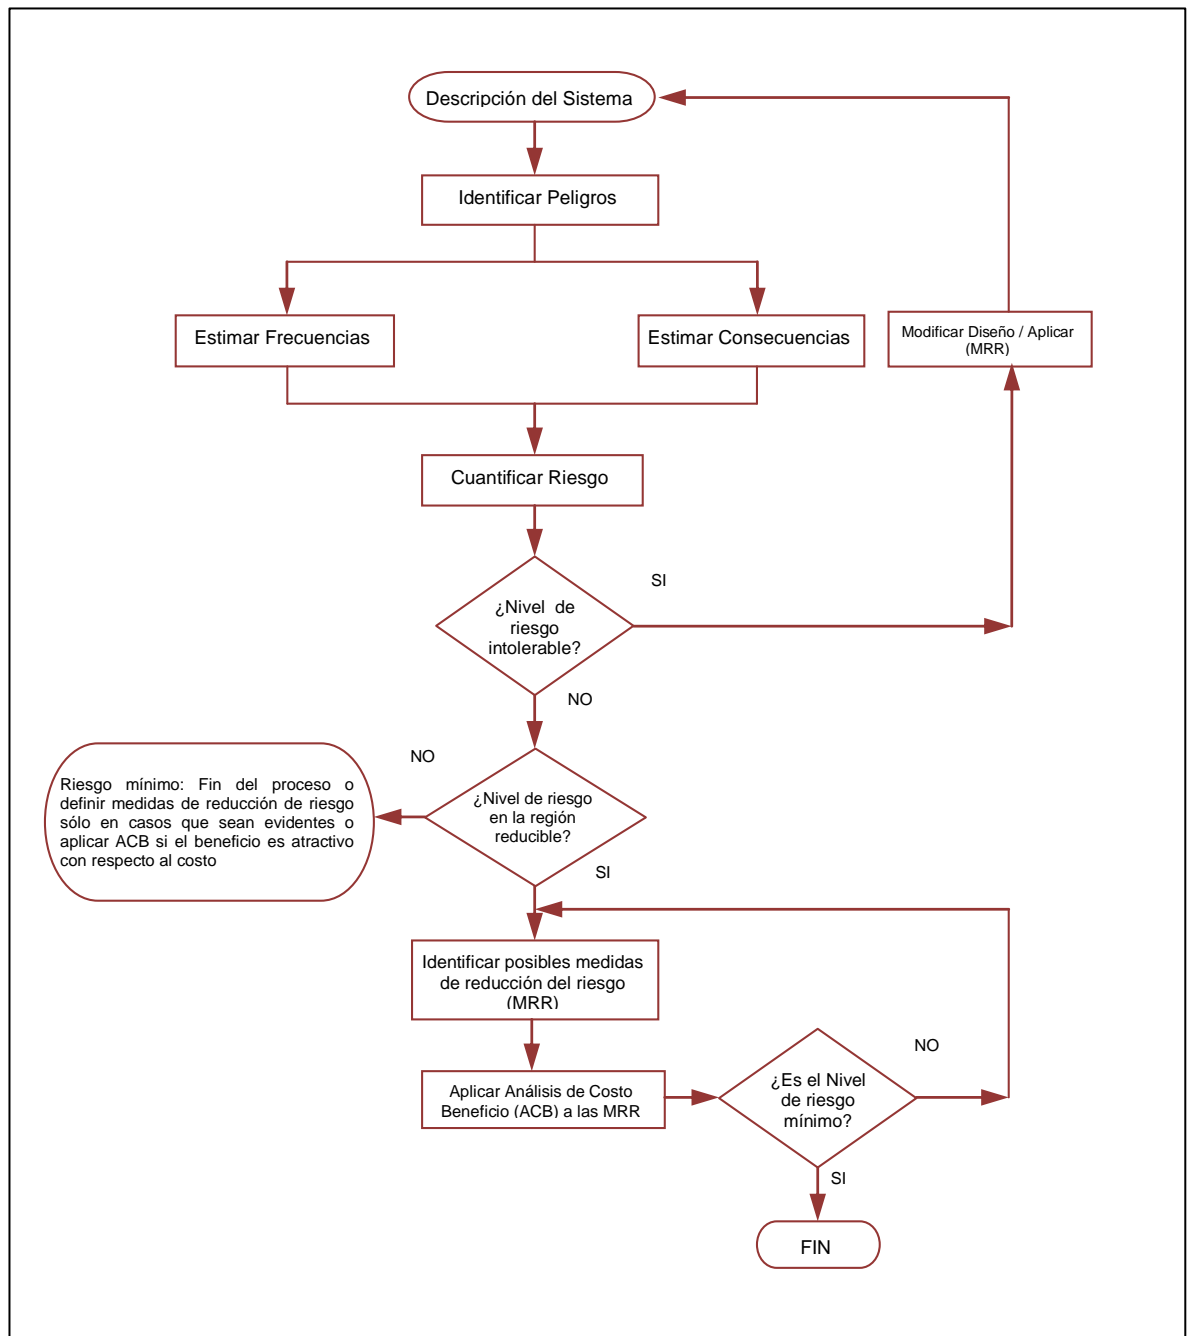 Descripción del Sistema
Identificar Peligros
Estimar Frecuencias
Estimar Consecuencias
Modificar Diseño / Aplicar
(MRR)
Cuantificar Riesgo
¿Nivel de
riesgo
intolerable?
SI
NO
¿Nivel de riesgo
en la región
reducible?
NO
Riesgo mínimo: Fin del proceso o
definir medidas de reducción de riesgo
sólo en casos que sean evidentes o
aplicar ACB si el beneficio es atractivo
con respecto al costo
SI
Identificar posibles medidas
de reducción del riesgo
(MRR)
Aplicar Análisis de Costo
Beneficio (ACB) a las MRR
¿Es el Nivel
de riesgo
mínimo?
NO
SI
FIN